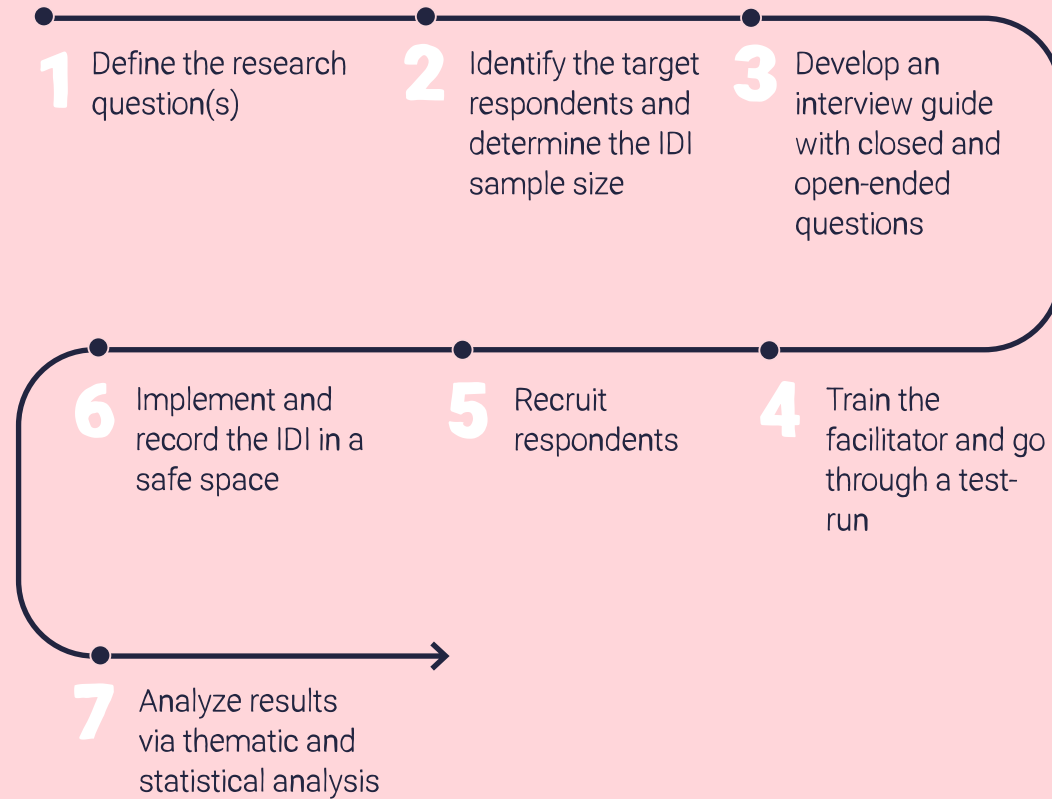 1
Define the research
question(s)
2
Identify the target
respondents and
determine the IDI
sample size
3
Develop an
interview guide
with closed and
open-ended
questions
4
Train the
facilitator and go
through a test-
run
5
Recruit
respondents
6
Implement and
record the IDI in a
safe space
7
Analyze results
via thematic and
statistical analysis